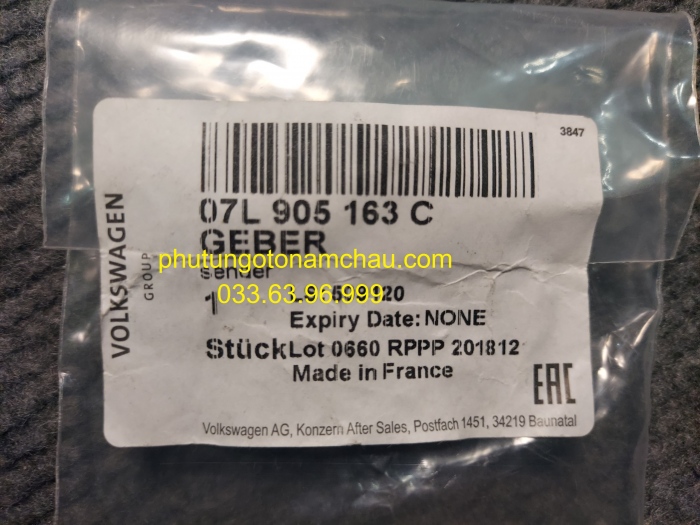 3847
07L 905 163 C
GEBER
phutungotonamchau.com
sender
1
033.63.96.999
Expiry Date: NONE
Stück Lot 0660 RPPP 201812
Made in France
EAC
VOLKSWAGEN
GROUP
Volkswagen AG, Konzern After Sales, Postfach 1451, 34219 Baunatal